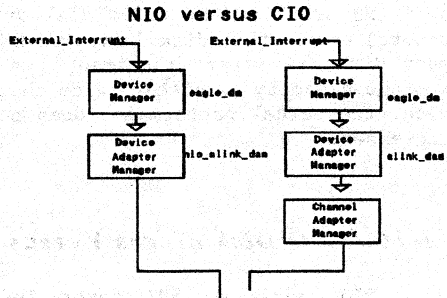 NIO versus CIO
External_Interrupt
External_Interrupt
Device
Manager
eagle_dm
Device
Manager
eagle_dm
Device
Adapter
Manager
nio_alink_dam
Device
Adapter
Manager
alink_dam
Channel
Adapter
Manager